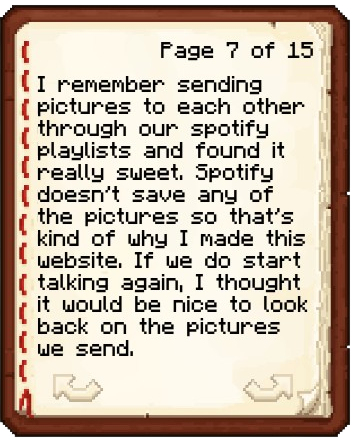 Page 7 of 15
I remember sending
pictures to each other
through our spotify
playlists and found it
really sweet. Spotify
doesn't save any of
the pictures so that's
kind of why I made this
website. If we do start
talking again, I thought
it would be nice to look
back on the pictures
we send.